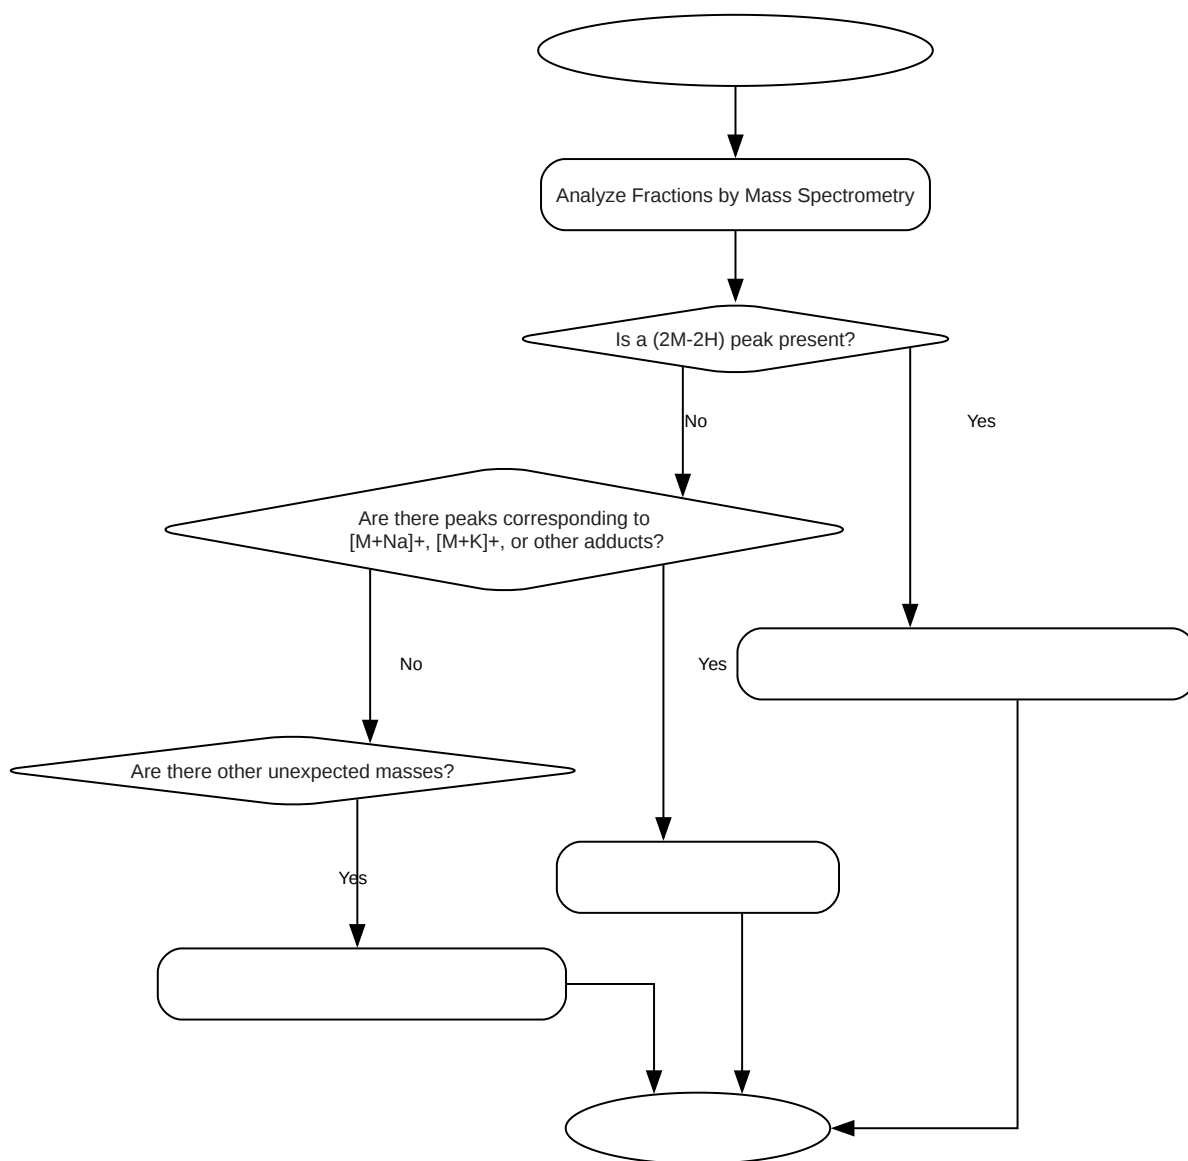 Analyze Fractions by Mass Spectrometry
Is a (2M-2H) peak present?
No
Yes
Are there peaks corresponding to
[M+Na]+, [M+K]+, or other adducts?
No
Yes
Are there other unexpected masses?
Yes